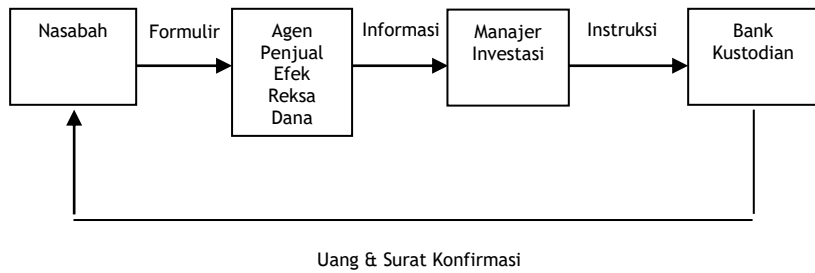 Nasabah
Formulir
Agen
Penjual
Efek
Reksa
Dana
Informasi
Manajer
Investasi
Instruksi
Bank
Kustodian
Uang & Surat Konfirmasi